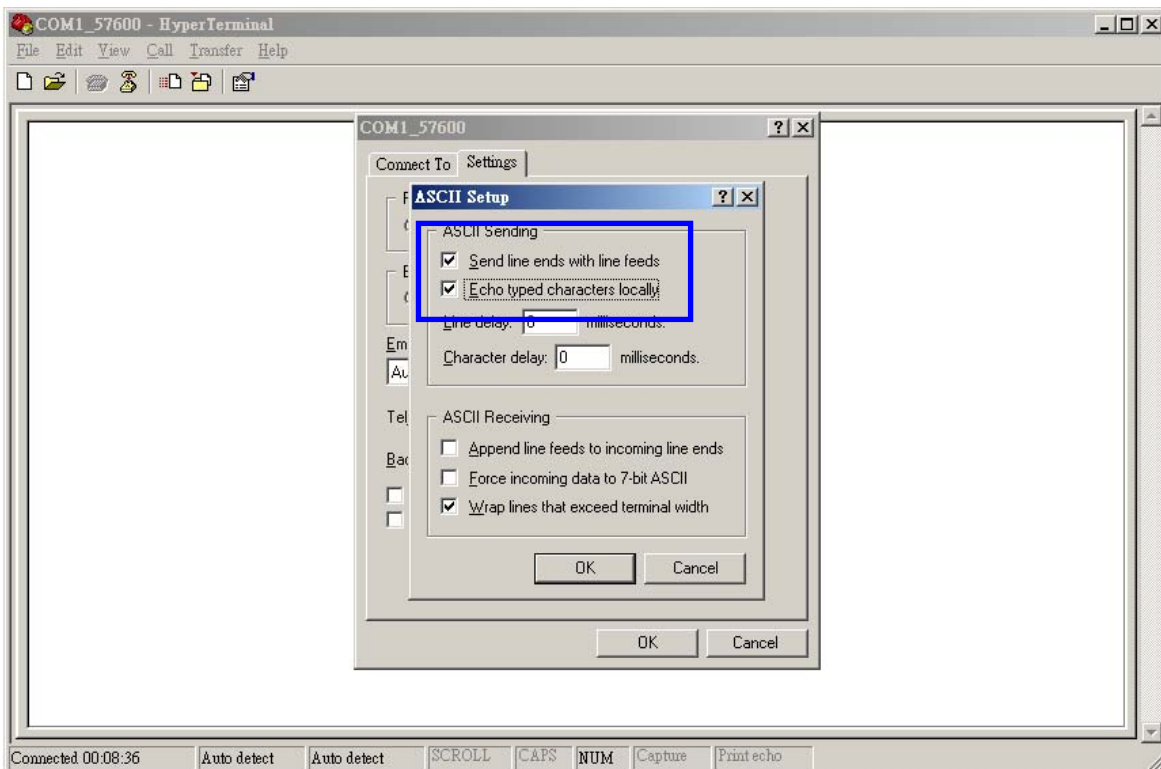 COM1_57600 - HyperTerminal
File Edit View Call Transfer Help
COM1_57600
Connect To Settings
ASCII Setup
ASCII Sending
Send line ends with line feeds
Echo typed characters locally
Line delay: 0 milliseconds.
Character delay: 0 milliseconds.
ASCII Receiving
Append line feeds to incoming line ends
Force incoming data to 7-bit ASCII
Wrap lines that exceed terminal width
OK Cancel
OK Cancel
Connected 00:08:36 Auto detect Auto detect SCROLL CAPS NUM Capture Print echo